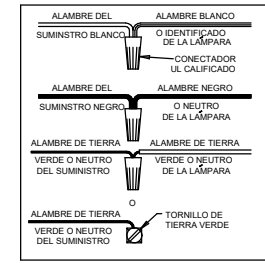 ALAMBRE DEL
SUMINSTRO BLANCO
ALAMBRE BLANCO
O IDENTIFICADO
DE LA LÁMPARA
CONECTADOR
UL CALIFICADO
ALAMBRE DEL
SUMINSTRO NEGRO
ALAMBRE NEGRO
O NEUTRO
DE LA LÁMPARA
ALAMBRE DE TIERRA
VERDE O NEUTRO
DEL SUMINISTRO
ALAMBRE DE TIERRA
VERDE O NEUTRO
DE LA LÁMPARA
O
ALAMBRE DE TIERRA
VERDE O NEUTRO
DEL SUMINISTRO
TORNILLO DE
TIERRA VERDE